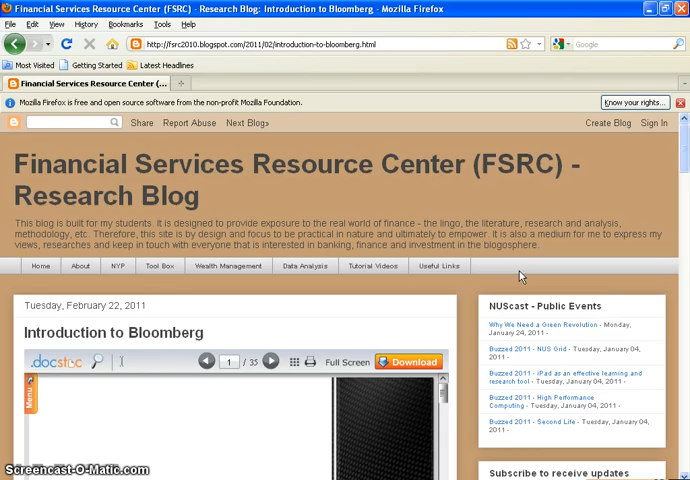 Financial Services Resource Center (FSRC) - Research Blog: Introduction to Bloomberg - Mozilla Firefox
File Edit View History Bookmarks Tools Help
http://fsrc2010.blogspot.com/2011/02/introduction-to-bloomberg.html
Google
Most Visited Getting Started Latest Headlines
Financial Services Resource Center (...
Mozilla Firefox is free and open source software from the non-profit Mozilla Foundation.
Know your rights...
Share Report Abuse Next Blog» Create Blog Sign In
Financial Services Resource Center (FSRC) -
Research Blog
This blog is built for my students. It is designed to provide exposure to the real world of finance - the lingo, the literature, research and analysis,
methodology, etc. Therefore, this site is by design and focus to be practical in nature and ultimately to empower. It is also a medium for me to express my
views, researches and keep in touch with everyone that is interested in banking, finance and investment in the blogosphere.
Home About NYP Tool Box Wealth Management Data Analysis Tutorial Videos Useful Links
Tuesday, February 22, 2011
Introduction to Bloomberg
.docstoc 1 / 35 Full Screen Download
Menu
NUScast - Public Events
Why We Need a Green Revolution - Monday,
January 24, 2011 -
Buzzed 2011 - NUS Grid - Tuesday, January 04,
2011 -
Buzzed 2011 - iPad as an effective learning and
research tool - Tuesday, January 04, 2011 -
Buzzed 2011 - High Performance
Computing - Tuesday, January 04, 2011 -
Buzzed 2011 - Second Life - Tuesday, January 04,
2011 -
Subscribe to receive updates
Screencast-O-Matic.com